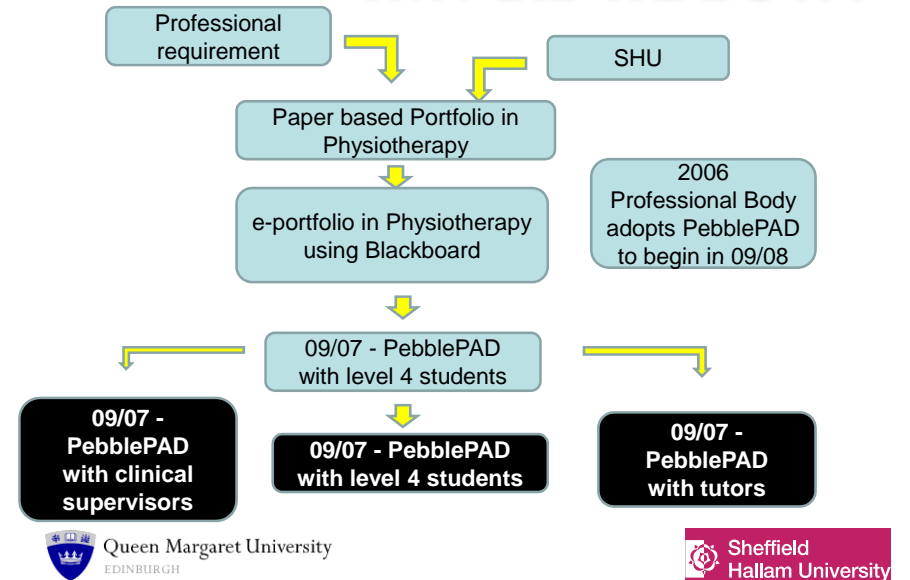 Professional
requirement
SHU
Paper based Portfolio in
Physiotherapy
2006
Professional Body
adopts PebblePAD
to begin in 09/08
e-portfolio in Physiotherapy
using Blackboard
09/07 - PebblePAD
with level 4 students
09/07 -
PebblePAD
with clinical
supervisors
09/07 - PebblePAD
with level 4 students
09/07 -
PebblePAD
with tutors
Queen Margaret University
EDINBURGH
Sheffield
Hallam University